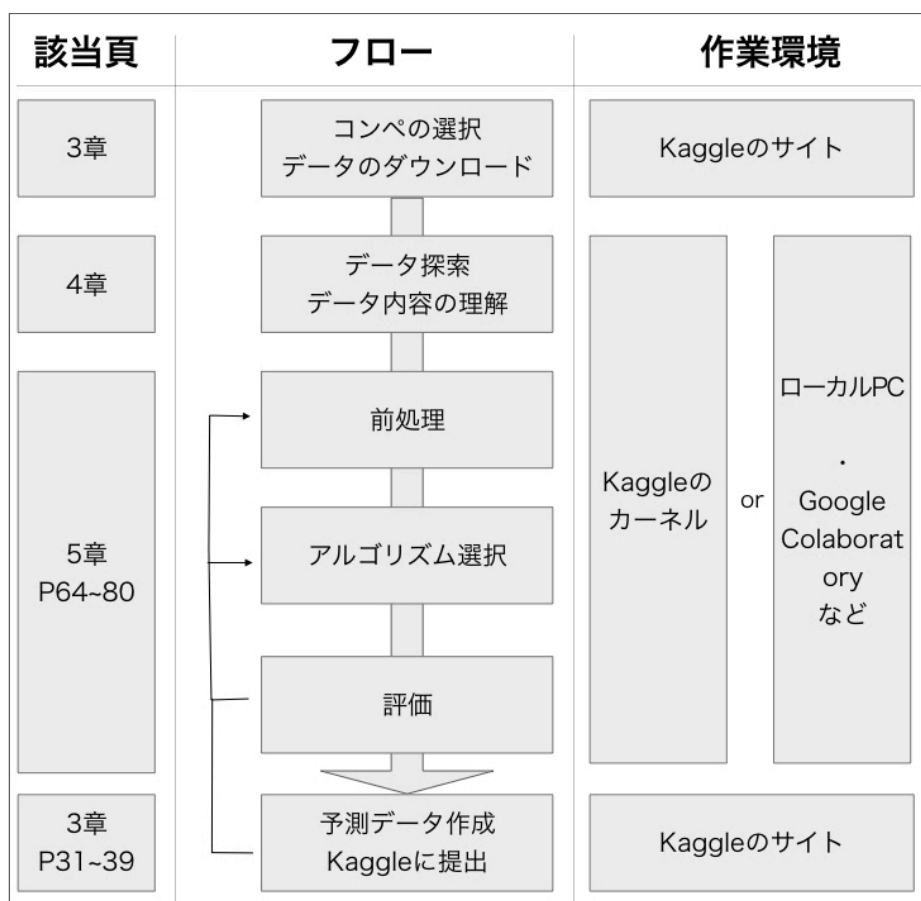 該当頁
フロー
作業環境
3章
コンペの選択
データのダウンロード
Kaggleのサイト
4章
データ探索
データ内容の理解
5章
P64~80
前処理
アルゴリズム選択
評価
Kaggleの
カーネル
or
ローカルPC
・
Google
Colaborat
ory
など
3章
P31~39
予測データ作成
Kaggleに提出
Kaggleのサイト